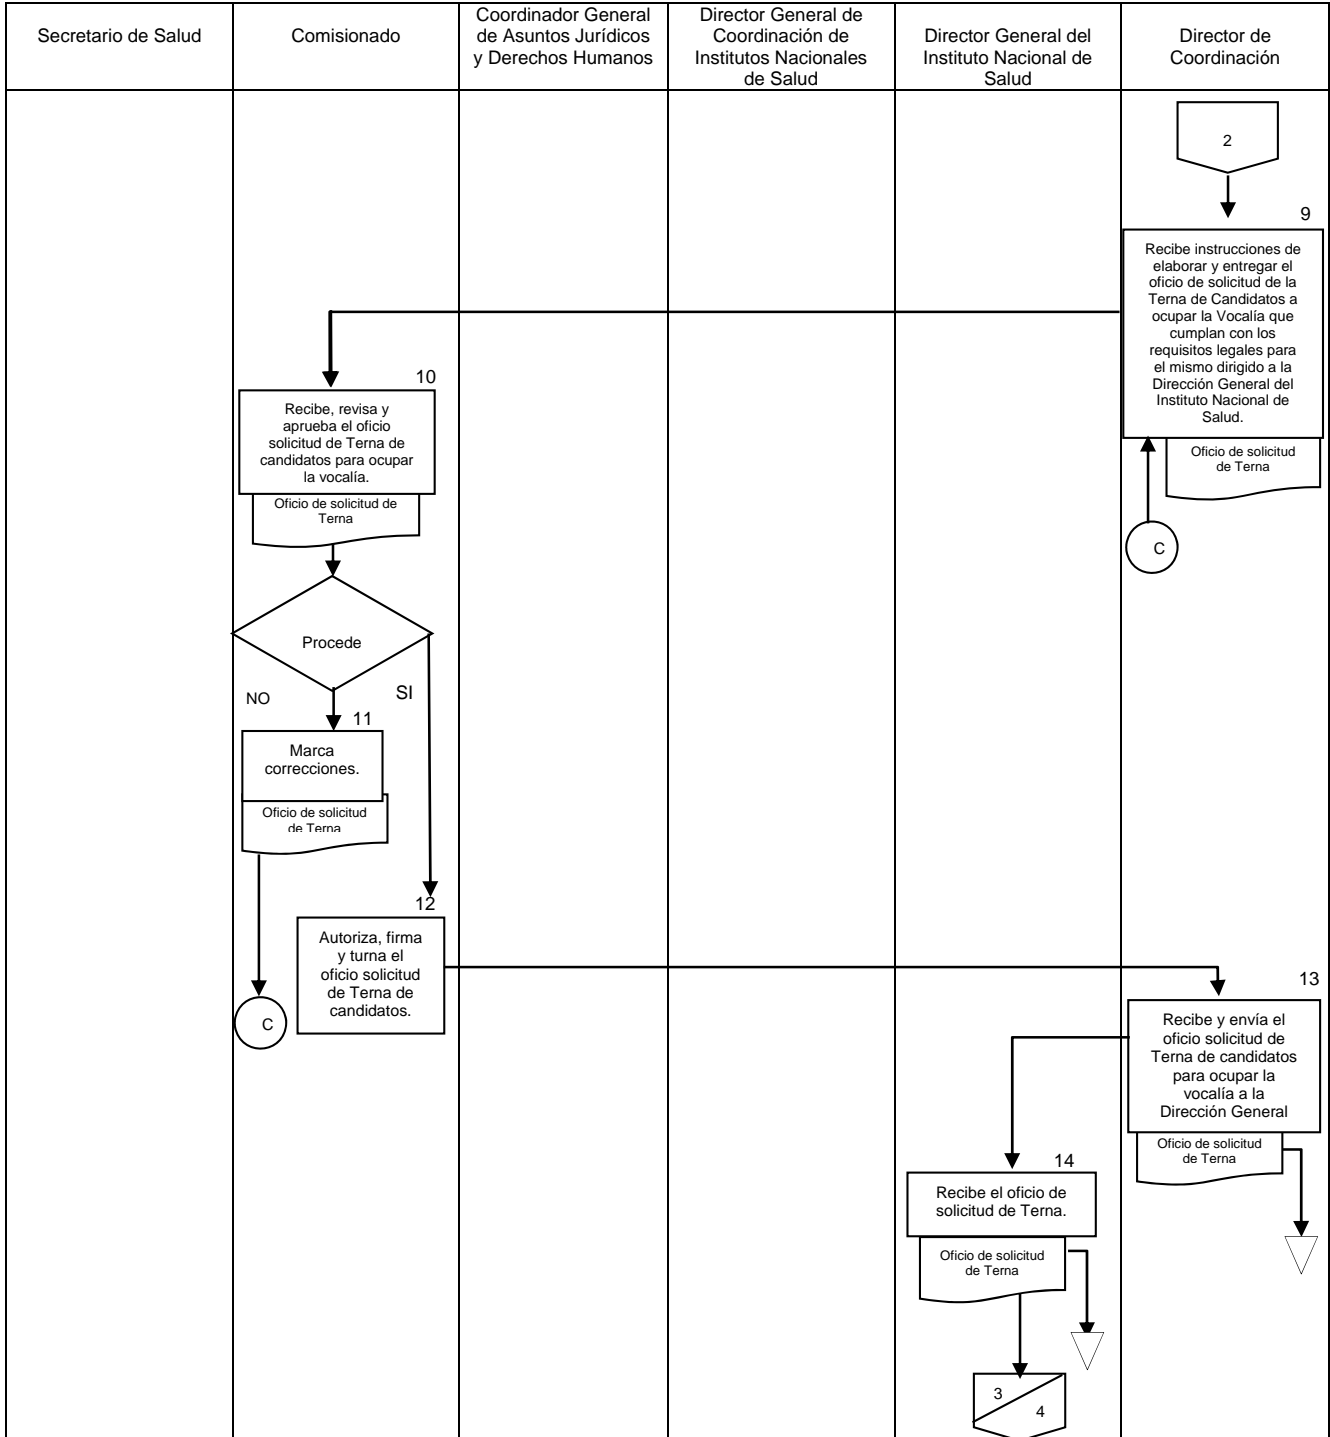 Secretario de Salud
Comisionado
Coordinador General
de Asuntos Jurídicos
y Derechos Humanos
Director General de
Coordinación de
Institutos Nacionales
de Salud
Director General del
Instituto Nacional de
Salud
Director de
Coordinación
2
9
Recibe instrucciones de
elaborar y entregar el
oficio de solicitud de la
Terna de Candidatos a
ocupar la Vocalía que
cumplan con los
requisitos legales para
el mismo dirigido a la
Dirección General del
Instituto Nacional de
Salud.
Oficio de solicitud
de Terna
C
10
Recibe, revisa y
aprueba el oficio
solicitud de Terna de
candidatos para ocupar
la vocalía.
Oficio de solicitud de
Terna
Procede
NO
SI
11
Marca
correcciones.
Oficio de solicitud
de Terna
C
12
Autoriza, firma
y turna el
oficio solicitud
de Terna de
candidatos.
13
Recibe y envía el
oficio solicitud de
Terna de candidatos
para ocupar la
vocalía a la
Dirección General
Oficio de solicitud
de Terna
14
Recibe el oficio de
solicitud de Terna.
Oficio de solicitud
de Terna
3
4